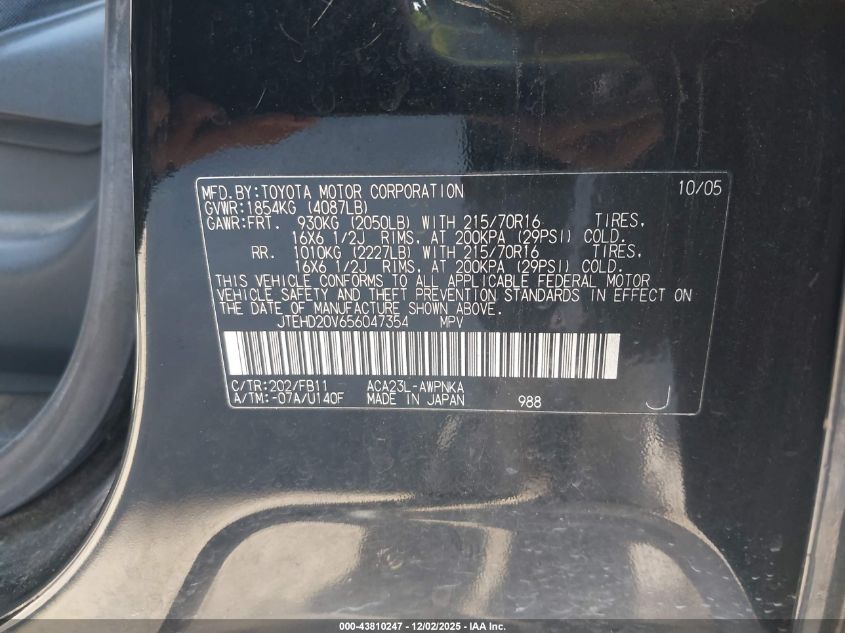 MFD.BY:TOYOTA MOTOR CORPORATION 10/05
GVWR:1854KG (4087LB)
GAWR:FRT. 930KG (2050LB) WITH 215/70R16 TIRES,
16X6 1/2J RIMS, AT 200KPA (29PSI) COLD.
RR. 1010KG (2227LB) WITH 215/70R16 TIRES,
16X6 1/2J RIMS, AT 200KPA (29PSI) COLD.
THIS VEHICLE CONFORMS TO ALL APPLICABLE FEDERAL MOTOR
VEHICLE SAFETY AND THEFT PREVENTION STANDARDS IN EFFECT ON
THE DATE OF MANUFACTURE SHOWN ABOVE.
JTEHD20V656047354 MPV
C/TR:202/FB11 ACA23L-AWPNKA
A/TM:-07A/U140F MADE IN JAPAN 988 J
000-43810247 - 12/02/2025 - IAA Inc.